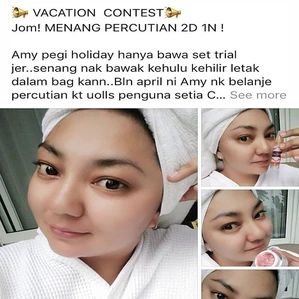 VACATION CONTEST
Jom! MENANG PERCUTIAN 2D 1N !
Amy pegi holiday hanya bawa set trial
jer..senang nak bawak kehulu kehilir letak
dalam bag kann..Bln april ni Amy nk belanje
percutian kt uolls penguna setia C... See more